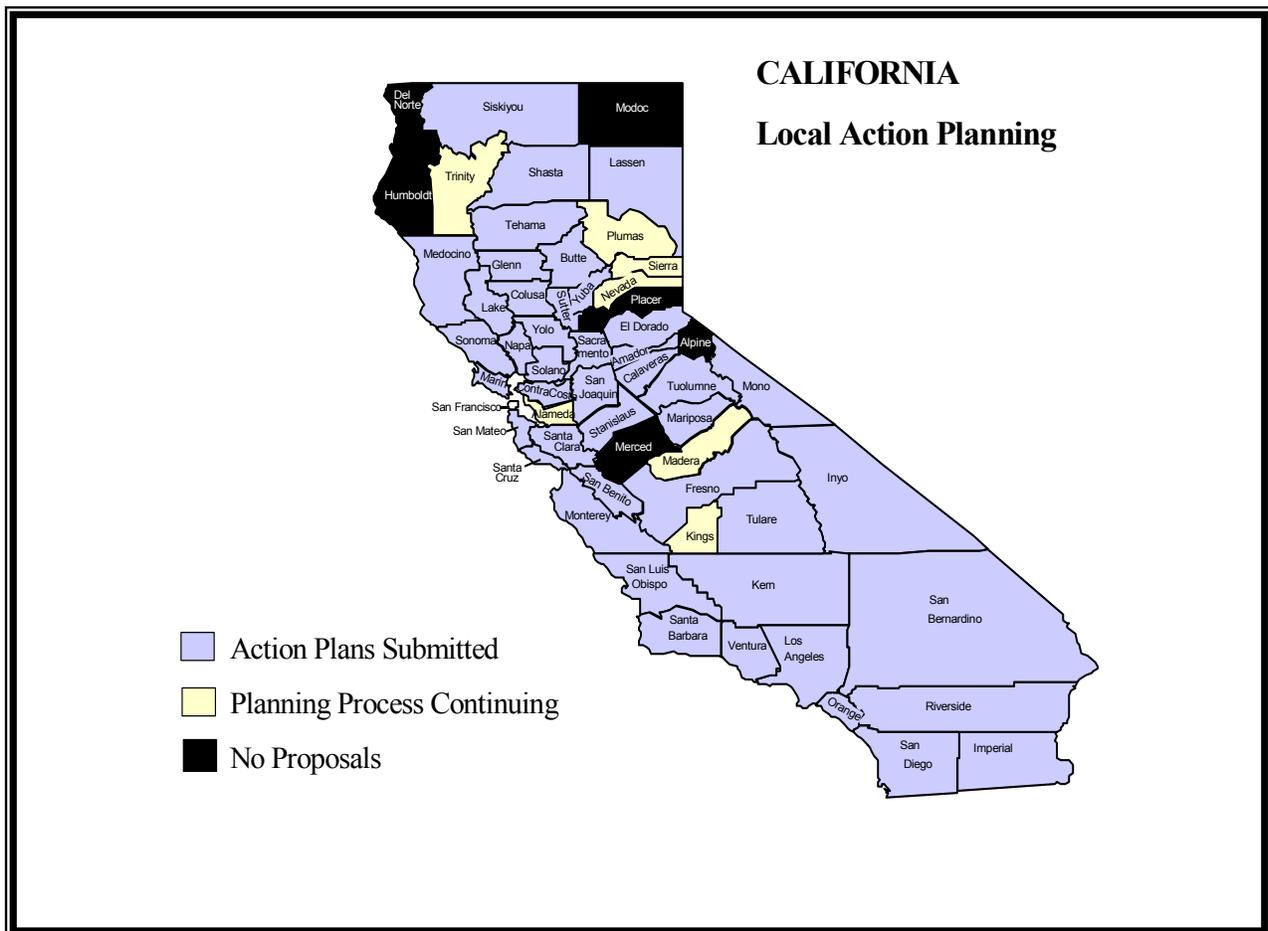 CALIFORNIA
Local Action Planning
Del
Norte
Siskiyou
Modoc
Trinity
Shasta
Lassen
Humboldt
Tehama
Plumas
Medocino
Glenn
Butte
Sierra
Colusa
Sutter
Yuba
Nevada
Placer
Lake
Yolo
El Dorado
Sonoma
Napa
Sacra-
mento
Amador
Alpine
Solano
Calaveras
Marin
ContraCosta
San
Joaquin
Tuolumne
Mono
San Francisco
Alameda
Stanislaus
Mariposa
San Mateo
Santa
Clara
Merced
Madera
Santa
Cruz
San Benito
Fresno
Inyo
Monterey
Kings
Tulare
San Luis
Obispo
Kern
San
Bernardino
Santa
Barbara
Ventura
Los
Angeles
Orange
Riverside
San
Diego
Imperial
Action Plans Submitted
Planning Process Continuing
No Proposals